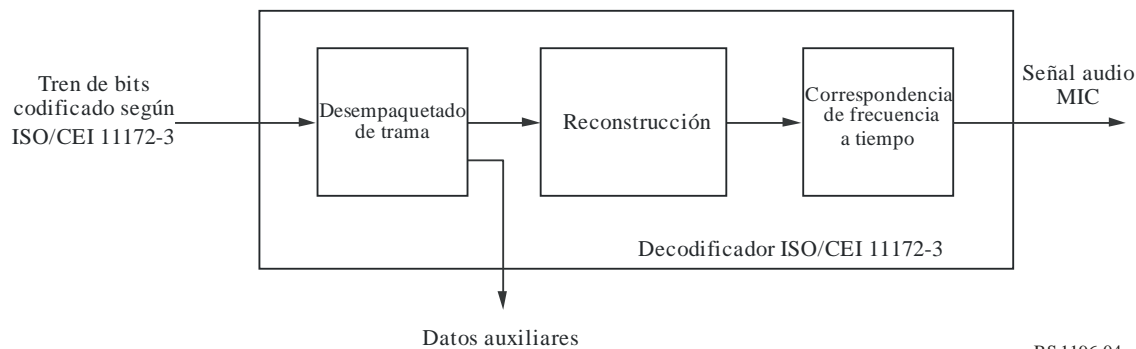 Tren de bits
codificado según
ISO/CEI 11172-3
Desempaquetado
de trama
Reconstrucción
Correspondencia
de frecuencia
a tiempo
Señal audio
MIC
Decodificador ISO/CEI 11172-3
Datos auxiliares